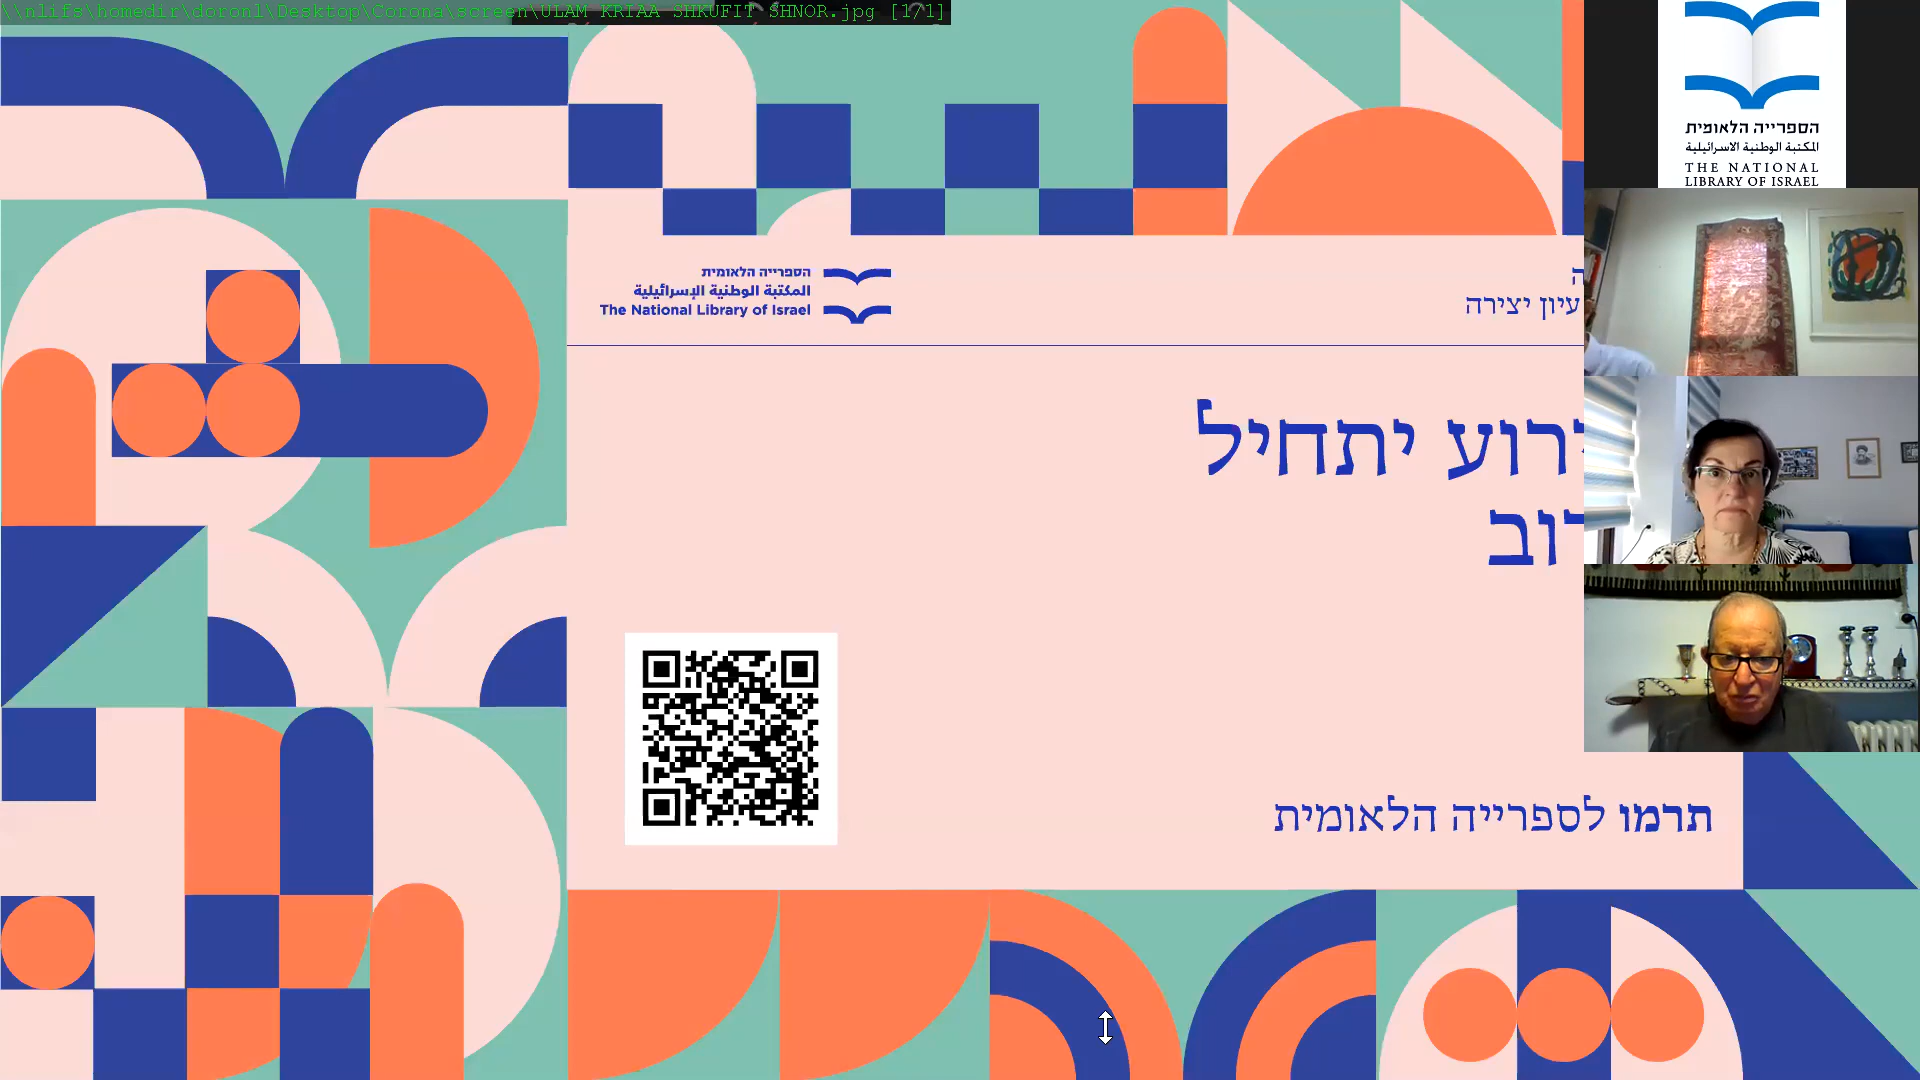 \\nlifs\homedir\doronl\Desktop\Corona\screen\ULAM KRIAA SHKUFIT SHNOR.jpg [1/1]
הספרייה הלאומית
المكتبة الوطنية الاسرائيلية
THE NATIONAL
LIBRARY OF ISRAEL
הספרייה הלאומית
المكتبة الوطنية الإسرائيلية
The National Library of Israel
עיון יצירה
יתחיל
תרמו לספרייה הלאומית